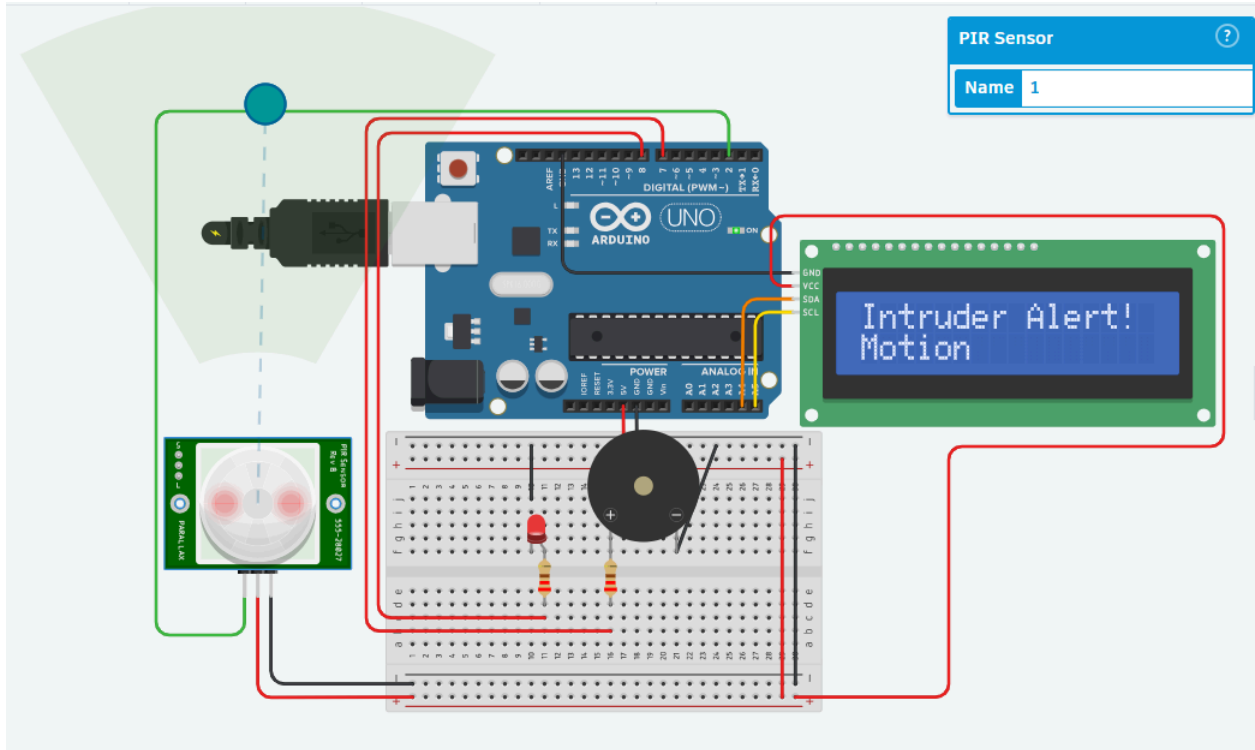 PIR Sensor
?
Name 1
AREF
13
12
~11
~10
~9
8
7
~6
~5
4
~3
2
TX→1
RX←0
DIGITAL (PWM~)
L
TX
RX
ARDUINO
UNO
ON
GND
VCC
SDA
SCL
Intruder Alert!
Motion
POWER
ANALOG IN
IOREF
RESET
3.3V
5V
GND
GND
Vin
A0
A1
A2
A3
PIR SENSOR
Rev B
555-28027
PARALLAX